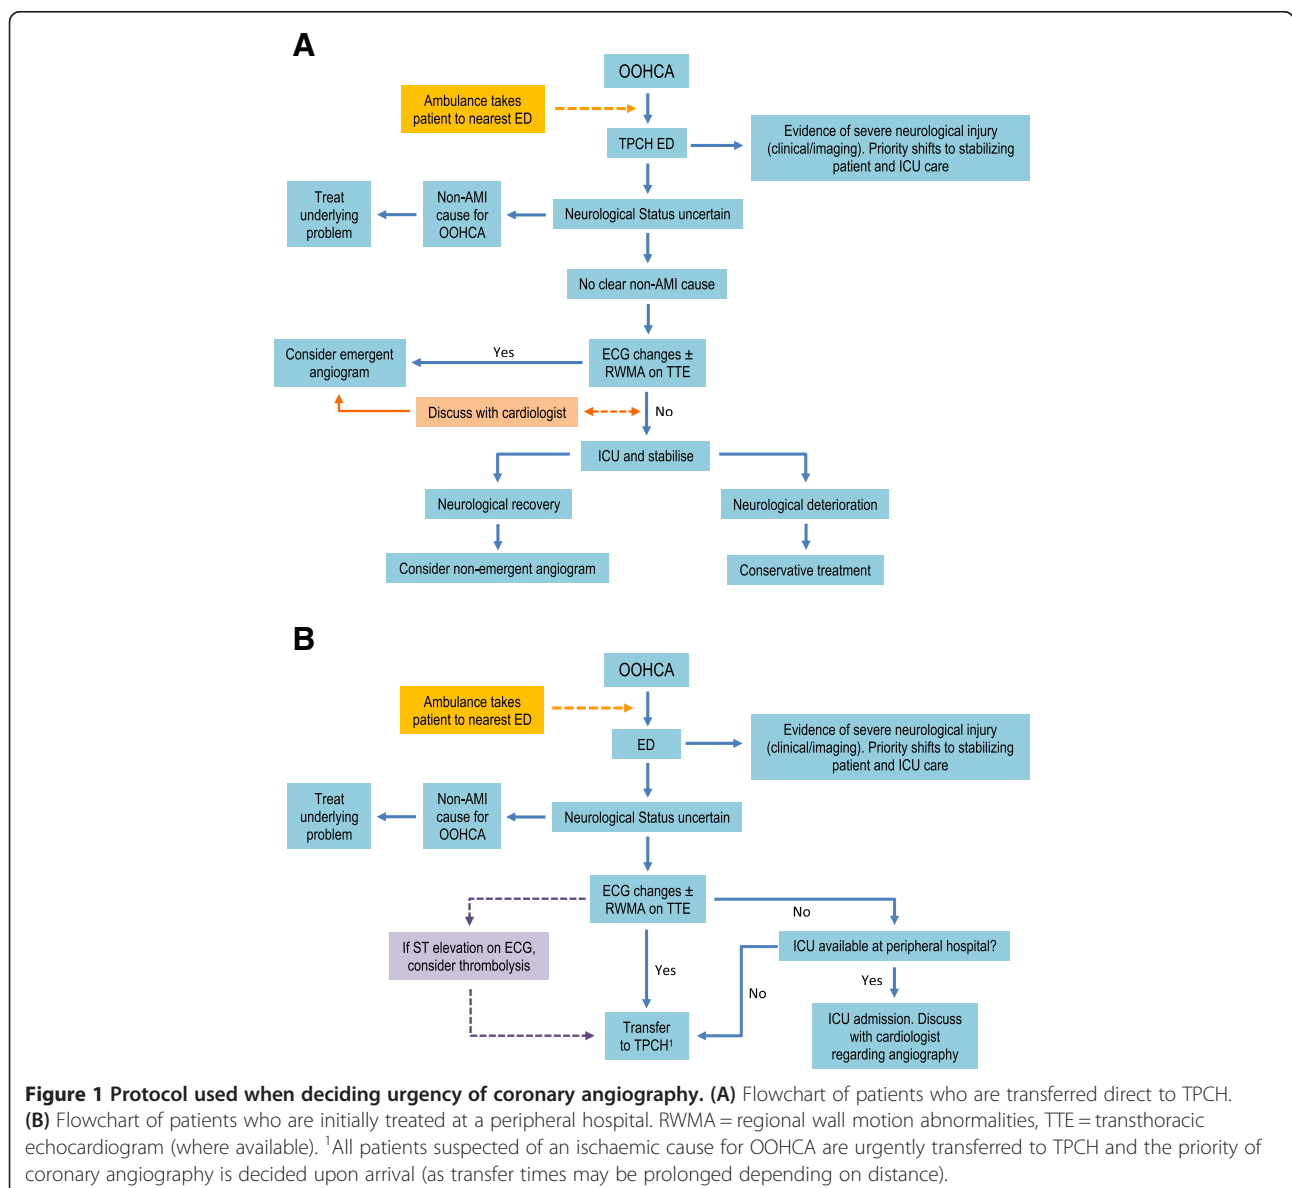 A
OOHCA
Ambulance takes
patient to nearest ED
TPCH ED
Evidence of severe neurological injury
(clinical/imaging). Priority shifts to stabilizing
patient and ICU care
Treat
underlying
problem
Non-AMI
cause for
OOHCA
Neurological Status uncertain
No clear non-AMI cause
Consider emergent
angiogram
Yes
ECG changes ±
RWMA on TTE
Discuss with cardiologist
No
ICU and stabilise
Neurological recovery
Neurological deterioration
Consider non-emergent angiogram
Conservative treatment
B
OOHCA
Ambulance takes
patient to nearest ED
ED
Evidence of severe neurological injury
(clinical/imaging). Priority shifts to stabilizing
patient and ICU care
Treat
underlying
problem
Non-AMI
cause for
OOHCA
Neurological Status uncertain
ECG changes ±
RWMA on TTE
No
If ST elevation on ECG,
consider thrombolysis
ICU available at peripheral hospital?
Yes
No
Yes
Transfer
to TPCH¹
ICU admission. Discuss
with cardiologist
regarding angiography
Figure 1 Protocol used when deciding urgency of coronary angiography. (A) Flowchart of patients who are transferred direct to TPCH.
(B) Flowchart of patients who are initially treated at a peripheral hospital. RWMA = regional wall motion abnormalities, TTE = transthoracic
echocardiogram (where available). ¹All patients suspected of an ischaemic cause for OOHCA are urgently transferred to TPCH and the priority of
coronary angiography is decided upon arrival (as transfer times may be prolonged depending on distance).